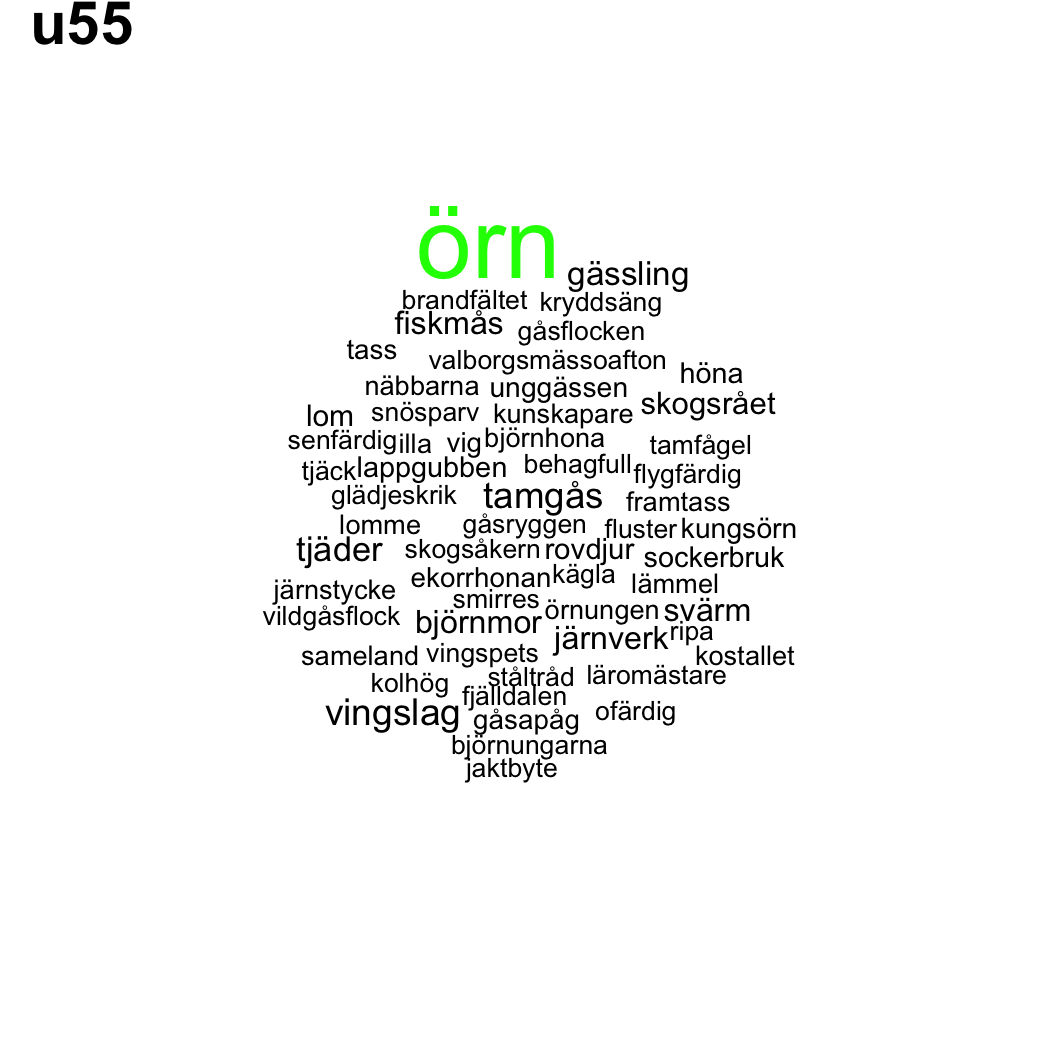 u55
örn
gässling
brandfältet kryddsäng
fiskmås gåsflocken
tass valborgsmässoafton höna
näbbarna unggässen skogsrået
lom snösparv kunskapare
senfärdig illa vig björnhona tamfågel
tjäck lappgubben behagfull flygfärdig
glädjeskrik tamgås framtass
lomme gåsryggen fluster kungsörn
tjäder skogsåkern rovdjur sockerbruk
järnstycke ekorrhonan kägla lämmel
vildgåsflock smirres örnungen svärm
björnmor järnverk ripa
sameland vingspets kostallet
kolhög ståltråd läromästare
fjälldalen
vingslag gåsapåg ofärdig
björnungarna
jaktbyte